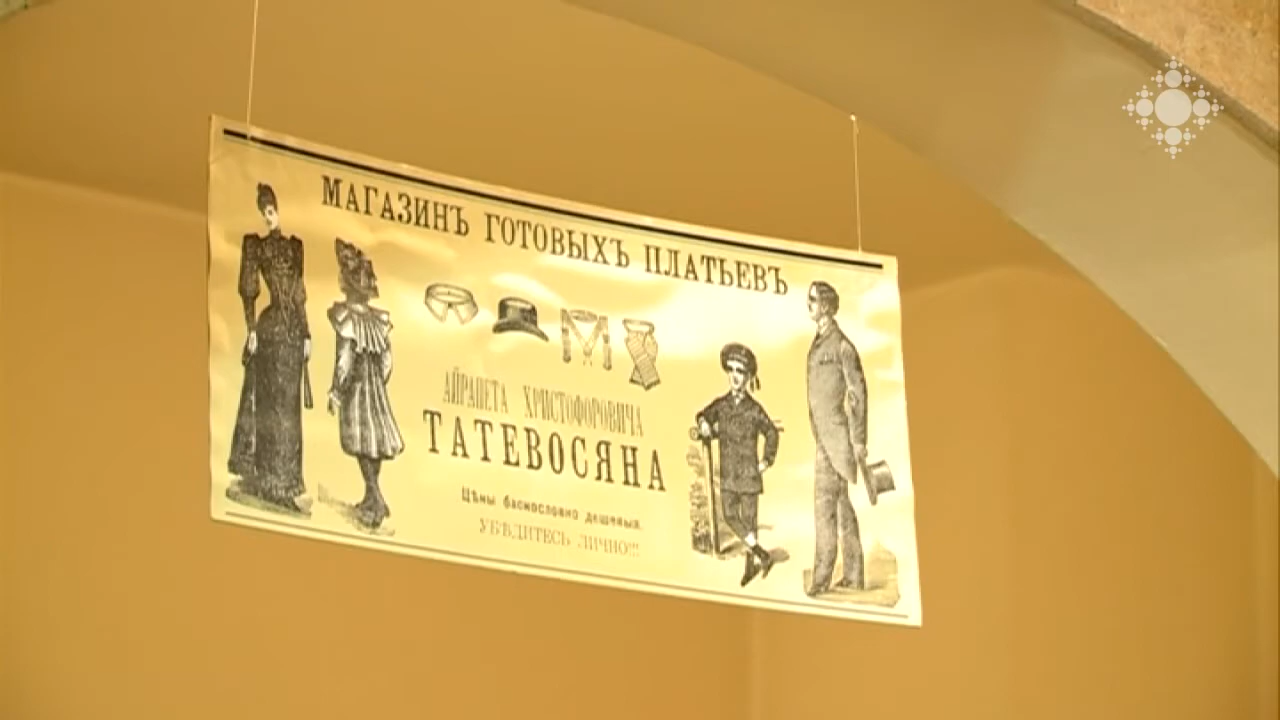 МАГАЗИНЪ ГОТОВЫХЪ ПЛАТЬЕВЪ
АЙРАПЕТА ХРИСТОФОРОВИЧА
ТАТЕВОСЯНА
Цѣны баснословно дешевыя.
УБѢДИТЕСЬ ЛИЧНО!!!